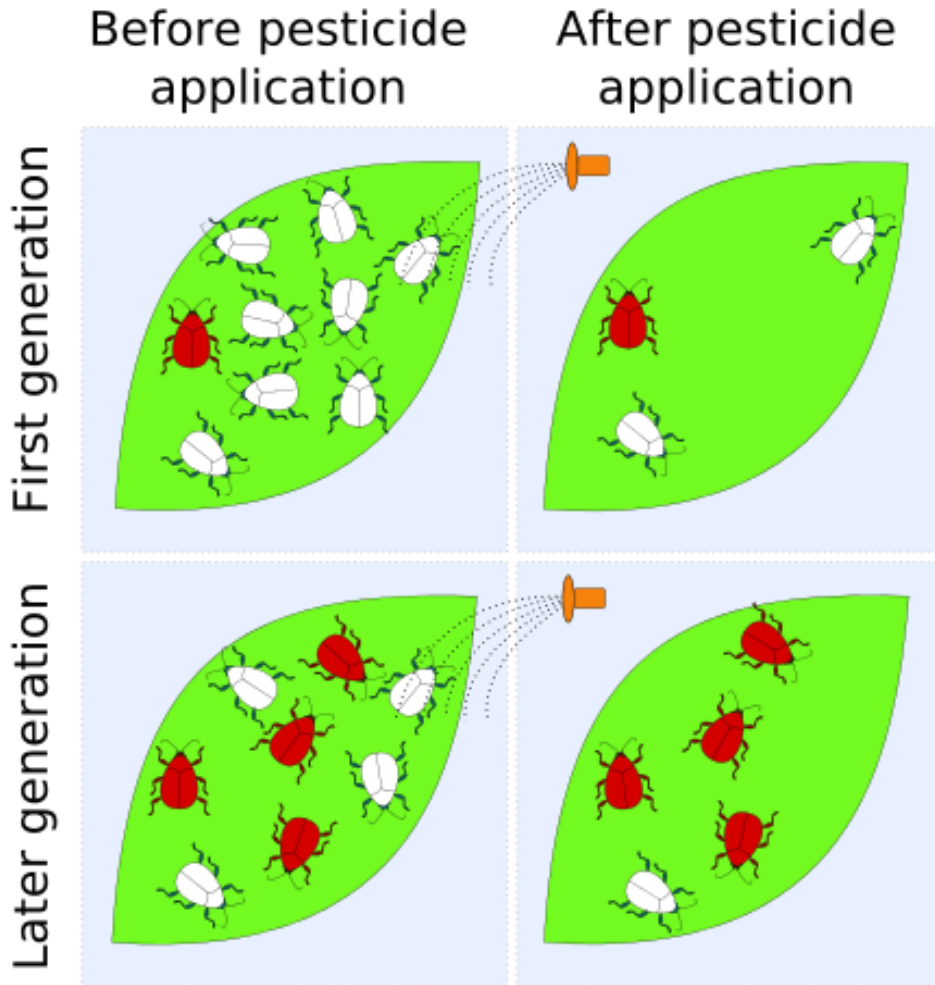 Before pesticide
application
After pesticide
application
First generation
Later generation